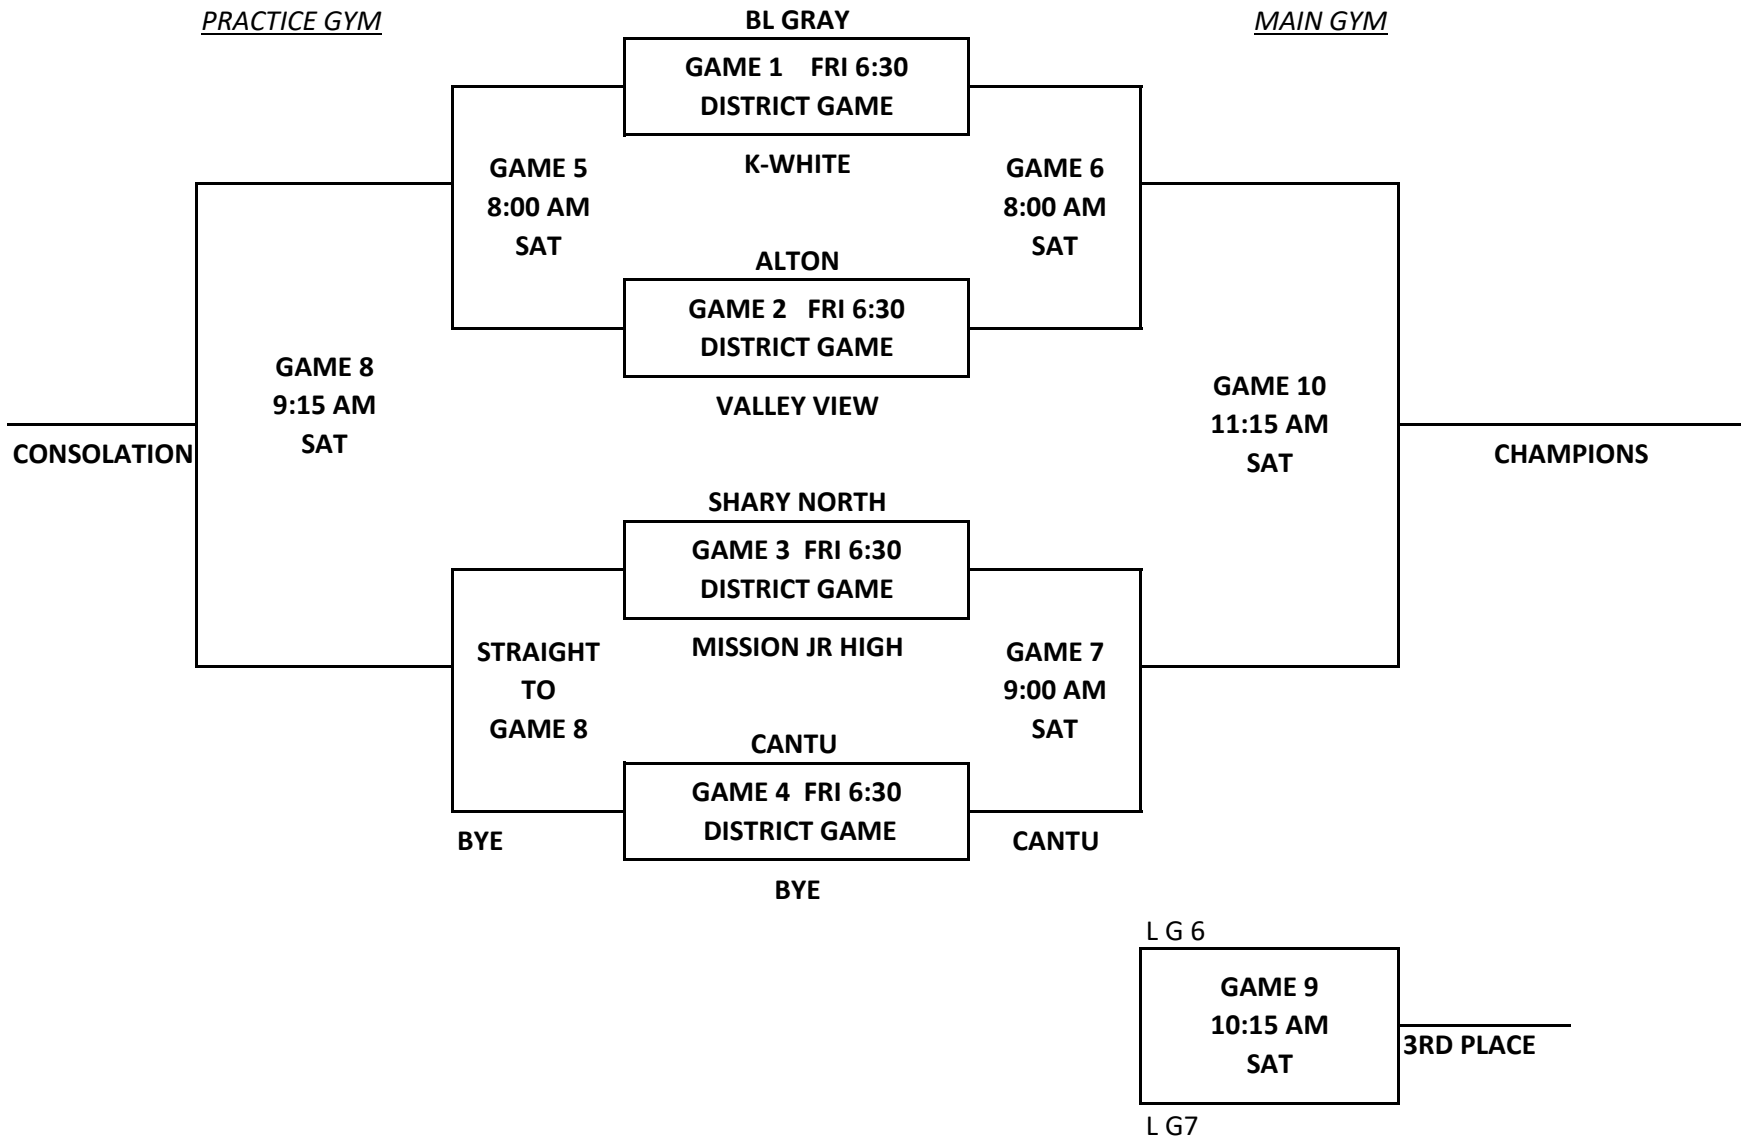 PRACTICE GYM
BL GRAY
MAIN GYM
GAME 1 FRI 6:30
DISTRICT GAME
K-WHITE
GAME 5
8:00 AM
SAT
GAME 6
8:00 AM
SAT
ALTON
GAME 2 FRI 6:30
DISTRICT GAME
VALLEY VIEW
GAME 8
9:15 AM
SAT
GAME 10
11:15 AM
SAT
CONSOLATION
CHAMPIONS
SHARY NORTH
GAME 3 FRI 6:30
DISTRICT GAME
MISSION JR HIGH
STRAIGHT
TO
GAME 8
GAME 7
9:00 AM
SAT
CANTU
GAME 4 FRI 6:30
DISTRICT GAME
BYE
CANTU
BYE
L G 6
GAME 9
10:15 AM
SAT
3RD PLACE
L G7